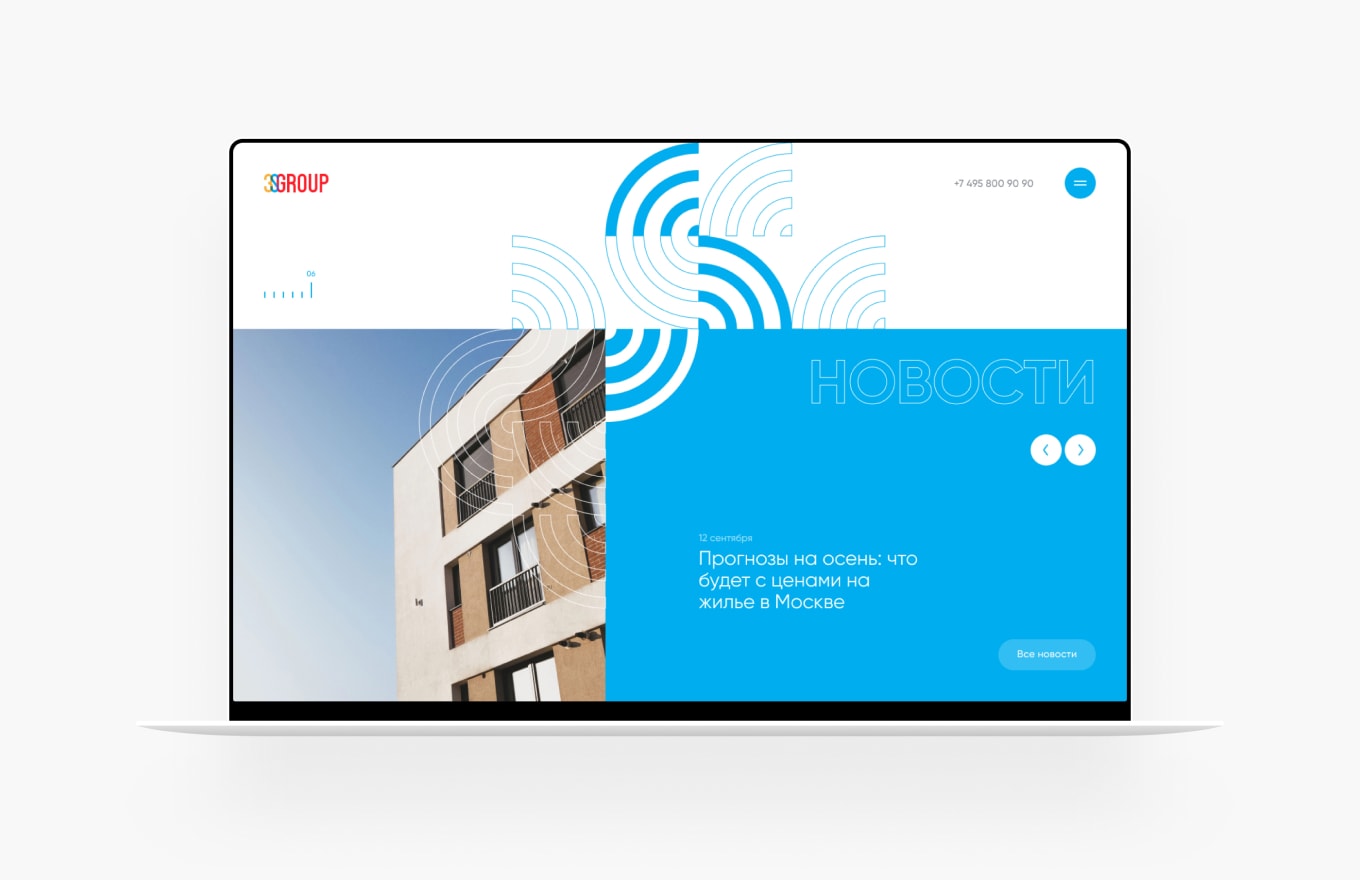 3SGROUP
+7 495 800 90 90
06
НОВОСТИ
12 сентября
Прогнозы на осень: что
будет с ценами на
жилье в Москве
Все новости